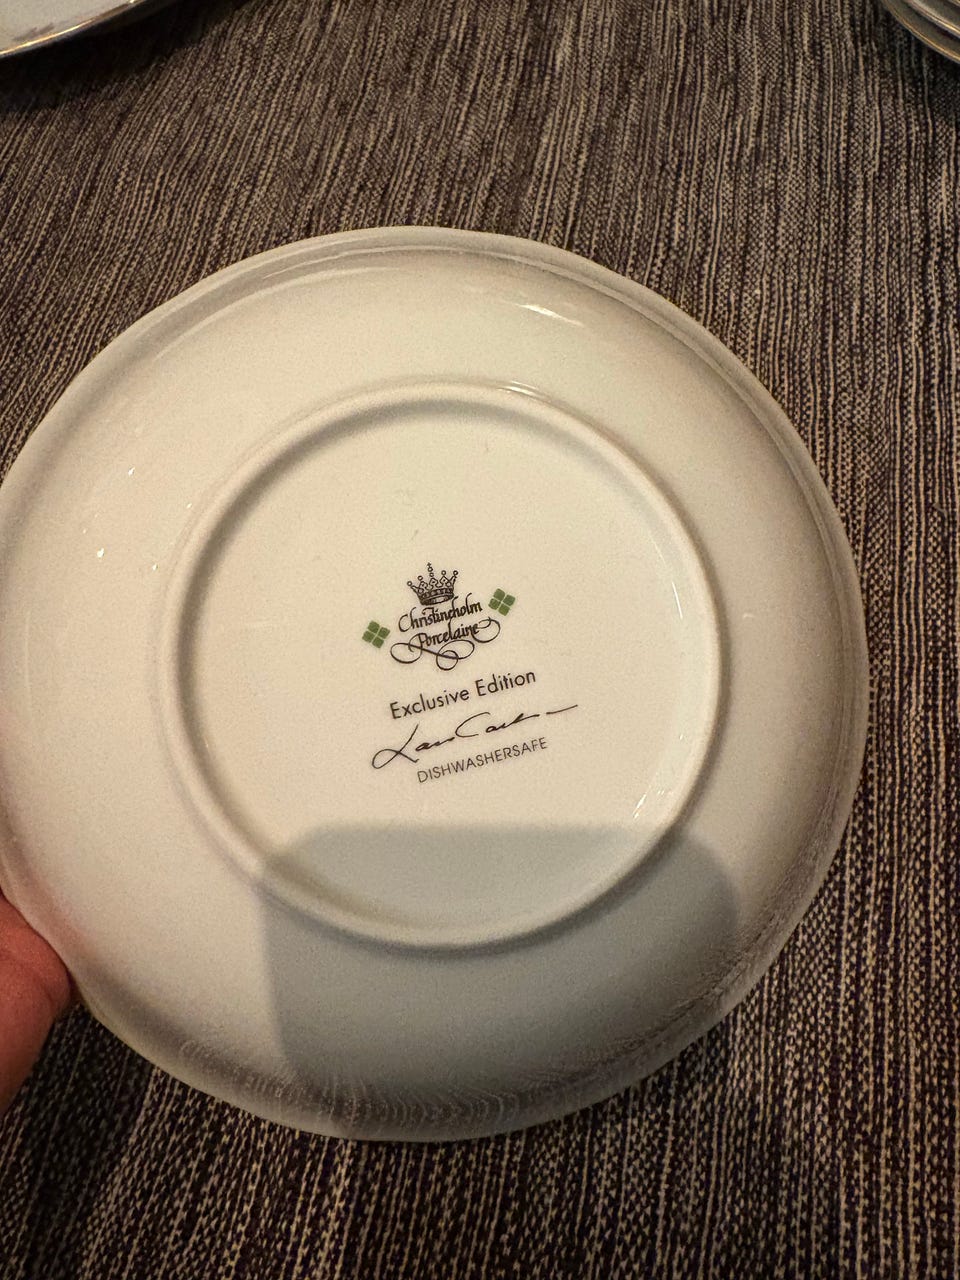 Christineholm
Porcelaine
Exclusive Edition
DISHWASHERSAFE